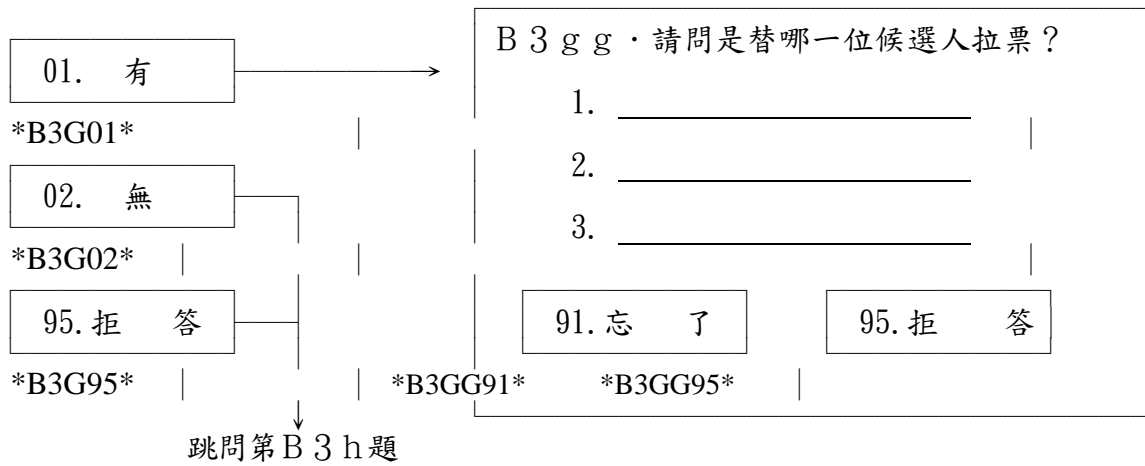 Ｂ３ｇｇ．請問是替哪一位候選人拉票？
01. 有
1.
*B3G01*
2.
02. 無
3.
*B3G02*
95.拒 答
91.忘 了
95.拒 答
*B3G95*
*B3GG91*
*B3GG95*
跳問第Ｂ３ｈ題